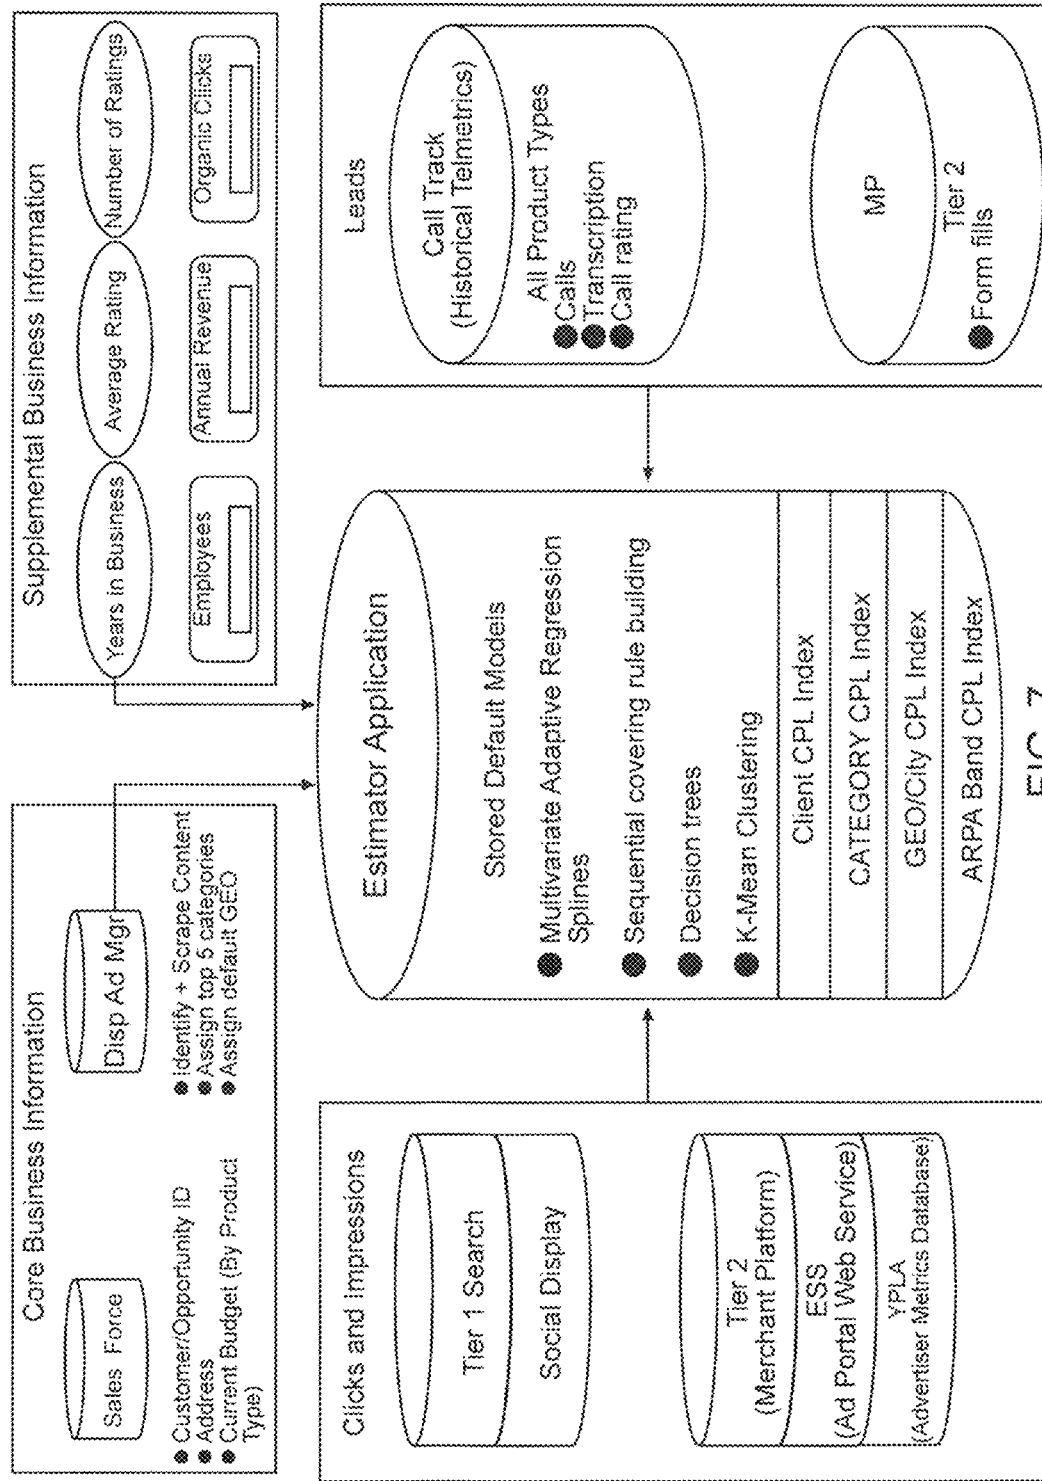 Core Business Information
Sales Force
Customer/Opportunity ID
Address
Current Budget (By Product
Type)
Disp Ad Mgr
Identify + Scrape Content
Assign top 5 categories
Assign default GEO
Supplemental Business Information
Years in Business
Average Rating
Number of Ratings
Employees
Annual Revenue
Organic Clicks
Clicks and Impressions
Tier 1 Search
Social Display
Tier 2
(Merchant Platform)
ESS
(Ad Portal Web Service)
YPLA
(Advertiser Metrics Database)
Estimator Application
Stored Default Models
Multivariate Adaptive Regression
Splines
Sequential covering rule building
Decision trees
K-Mean Clustering
Client CPL Index
CATEGORY CPL Index
GEO/City CPL Index
ARPA Band CPL Index
Leads
Call Track
(Historical Telmetrics)
All Product Types
Calls
Transcription
Call rating
MP
Tier 2
Form fills
FIG. 7